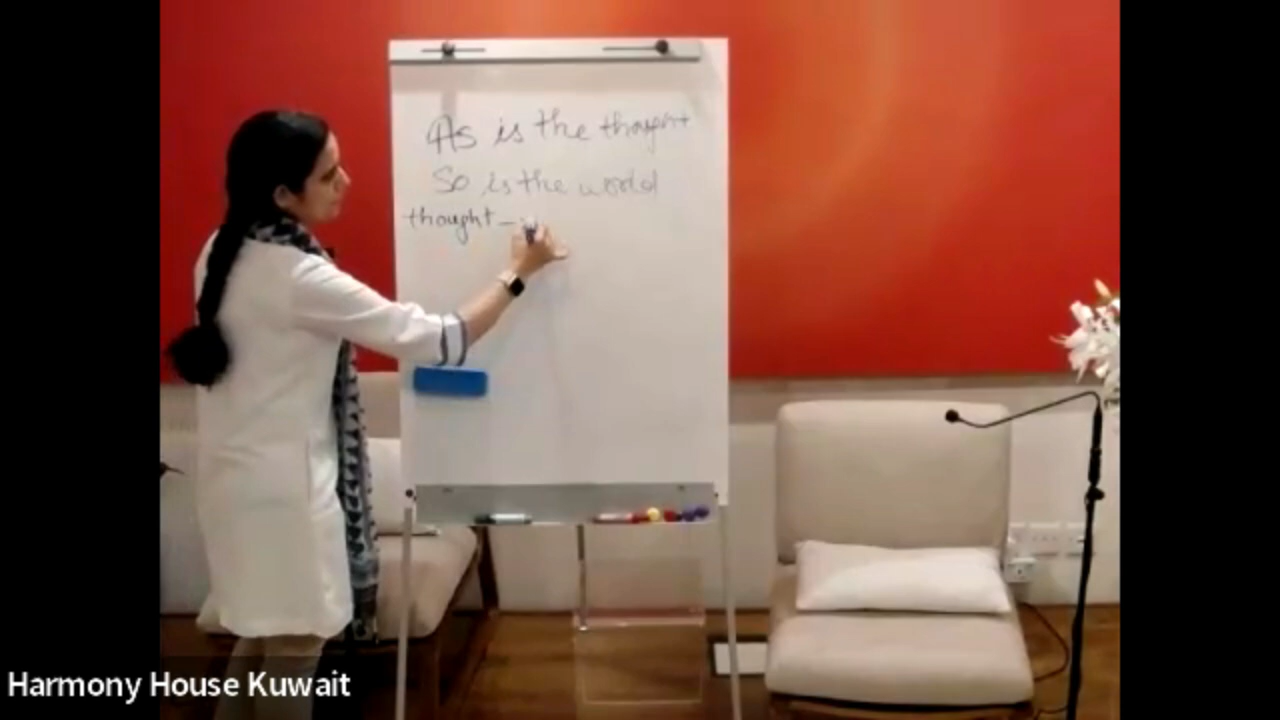 As is the thought
So is the world
thought -
Harmony House Kuwait